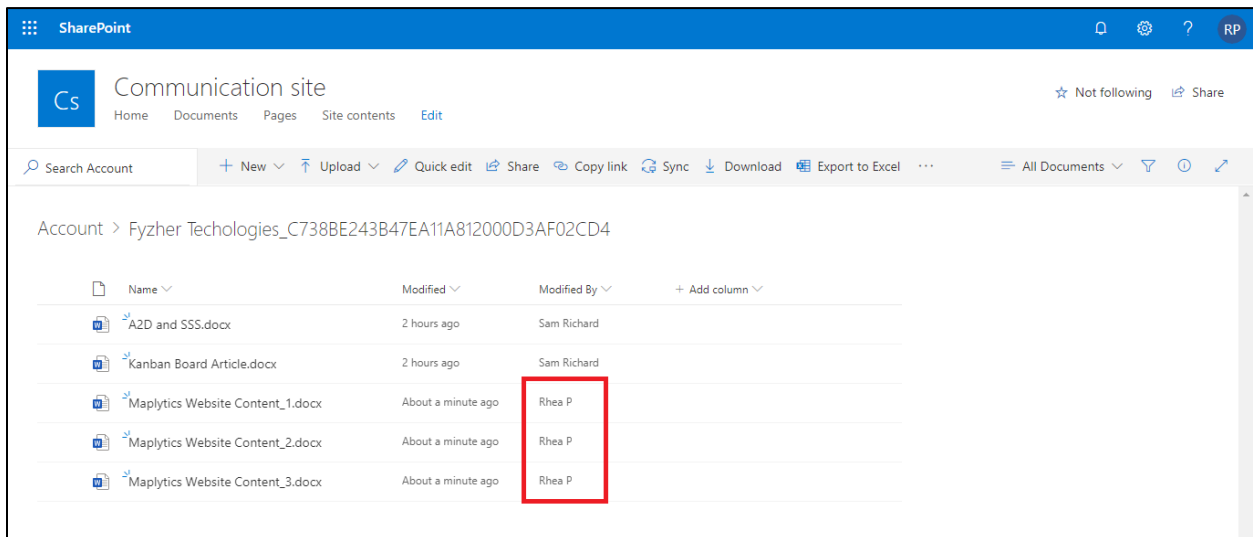 SharePoint
? RP
Cs
Communication site
Home Documents Pages Site contents Edit
Not following Share
Search Account
+ New Upload Quick edit Share Copy link Sync Download Export to Excel ··· All Documents
Account > Fyzher Techologies_C738BE243B47EA11A812000D3AF02CD4
Name Modified Modified By + Add column
A2D and SSS.docx 2 hours ago Sam Richard
Kanban Board Article.docx 2 hours ago Sam Richard
Maplytics Website Content_1.docx About a minute ago Rhea P
Maplytics Website Content_2.docx About a minute ago Rhea P
Maplytics Website Content_3.docx About a minute ago Rhea P